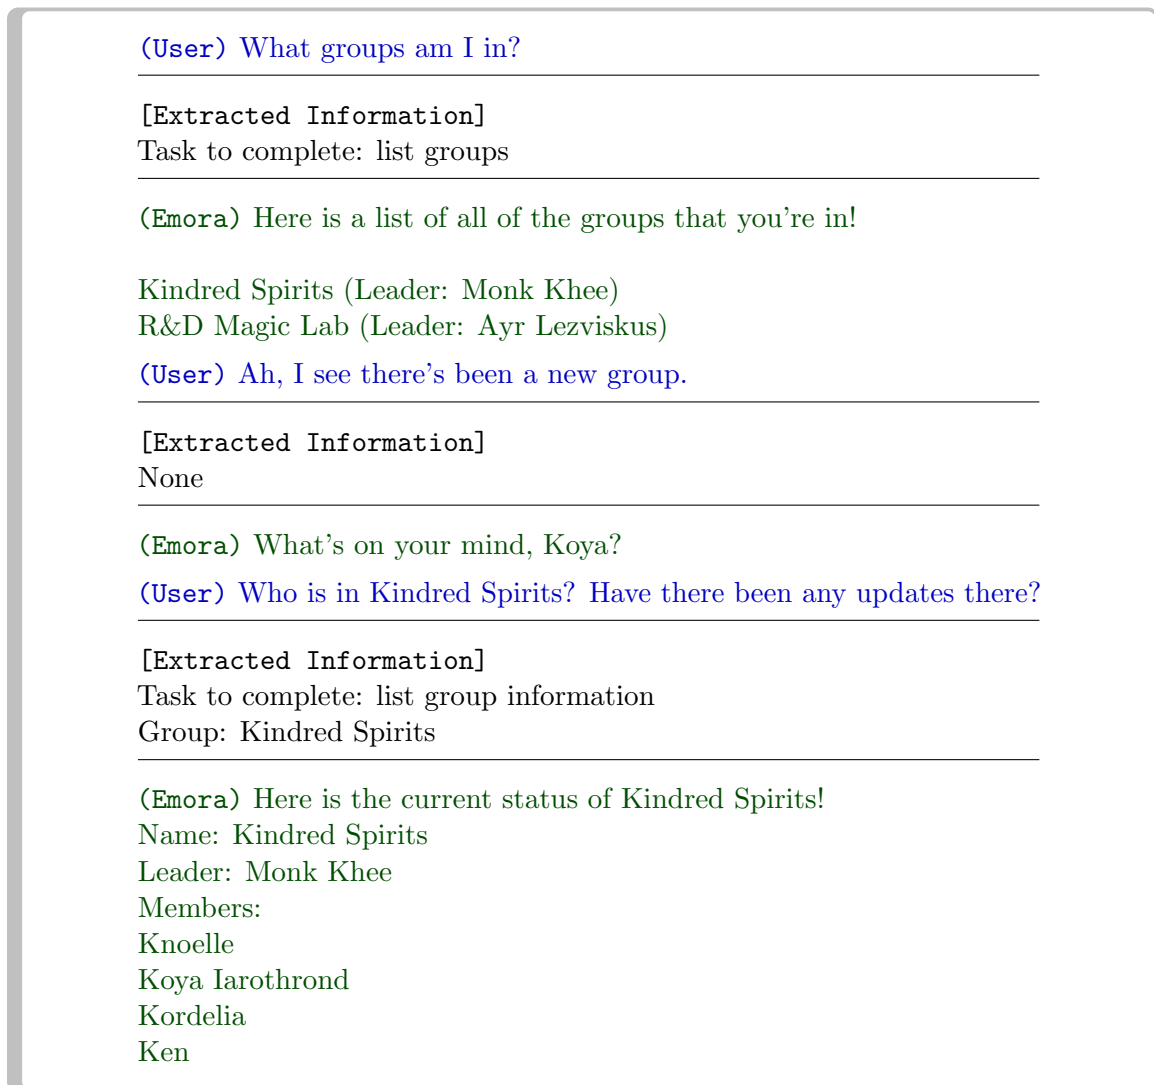 (User) What groups am I in?
[Extracted Information]
Task to complete: list groups
(Emora) Here is a list of all of the groups that you're in!
Kindred Spirits (Leader: Monk Khee)
R&D Magic Lab (Leader: Ayr Lezviskus)
(User) Ah, I see there's been a new group.
[Extracted Information]
None
(Emora) What's on your mind, Koya?
(User) Who is in Kindred Spirits? Have there been any updates there?
[Extracted Information]
Task to complete: list group information
Group: Kindred Spirits
(Emora) Here is the current status of Kindred Spirits!
Name: Kindred Spirits
Leader: Monk Khee
Members:
Knoelle
Koya Iarothrond
Kordelia
Ken